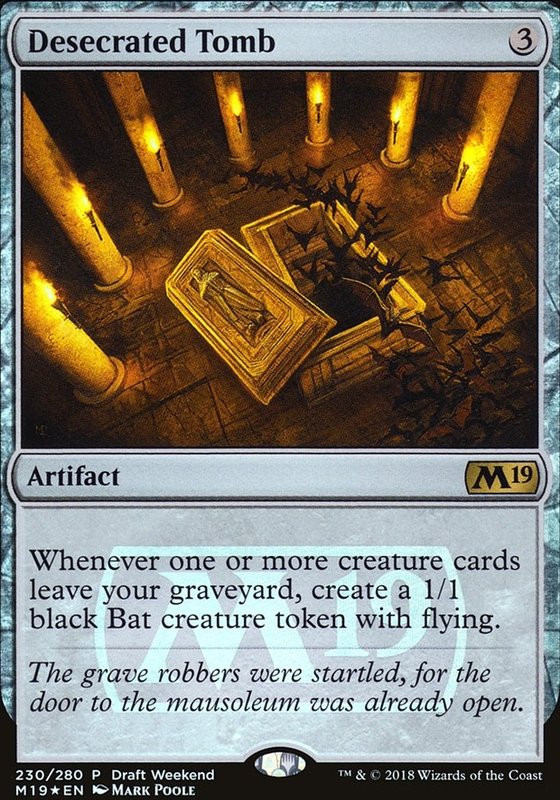 Desecrated Tomb 3
Artifact M19
Whenever one or more creature cards
leave your graveyard, create a 1/1
black Bat creature token with flying.
M19
The grave robbers were startled, for the
door to the mausoleum was already open.
230/280 P Draft Weekend
M19★EN Mark Poole
™ & © 2018 Wizards of the Coast